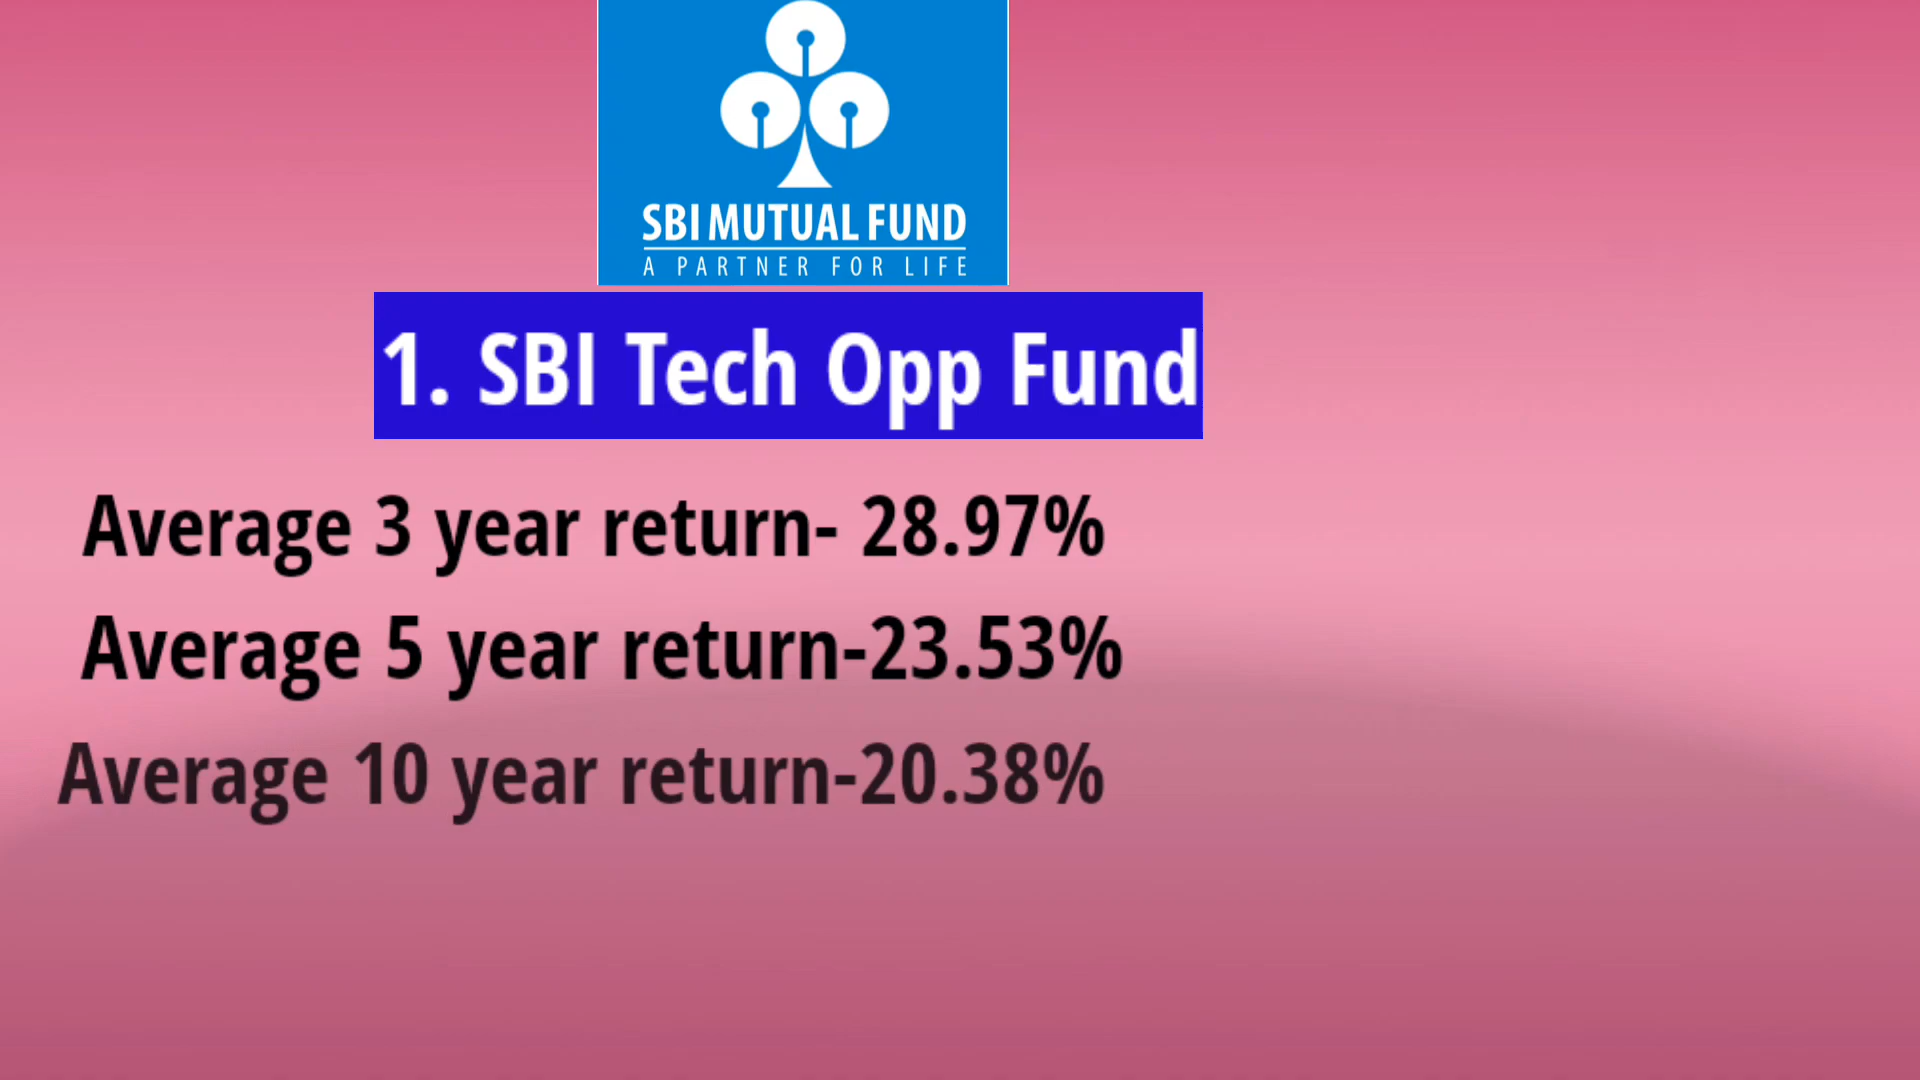 SBI MUTUAL FUND
A PARTNER FOR LIFE
1. SBI Tech Opp Fund
Average 3 year return- 28.97%
Average 5 year return-23.53%
Average 10 year return-20.38%